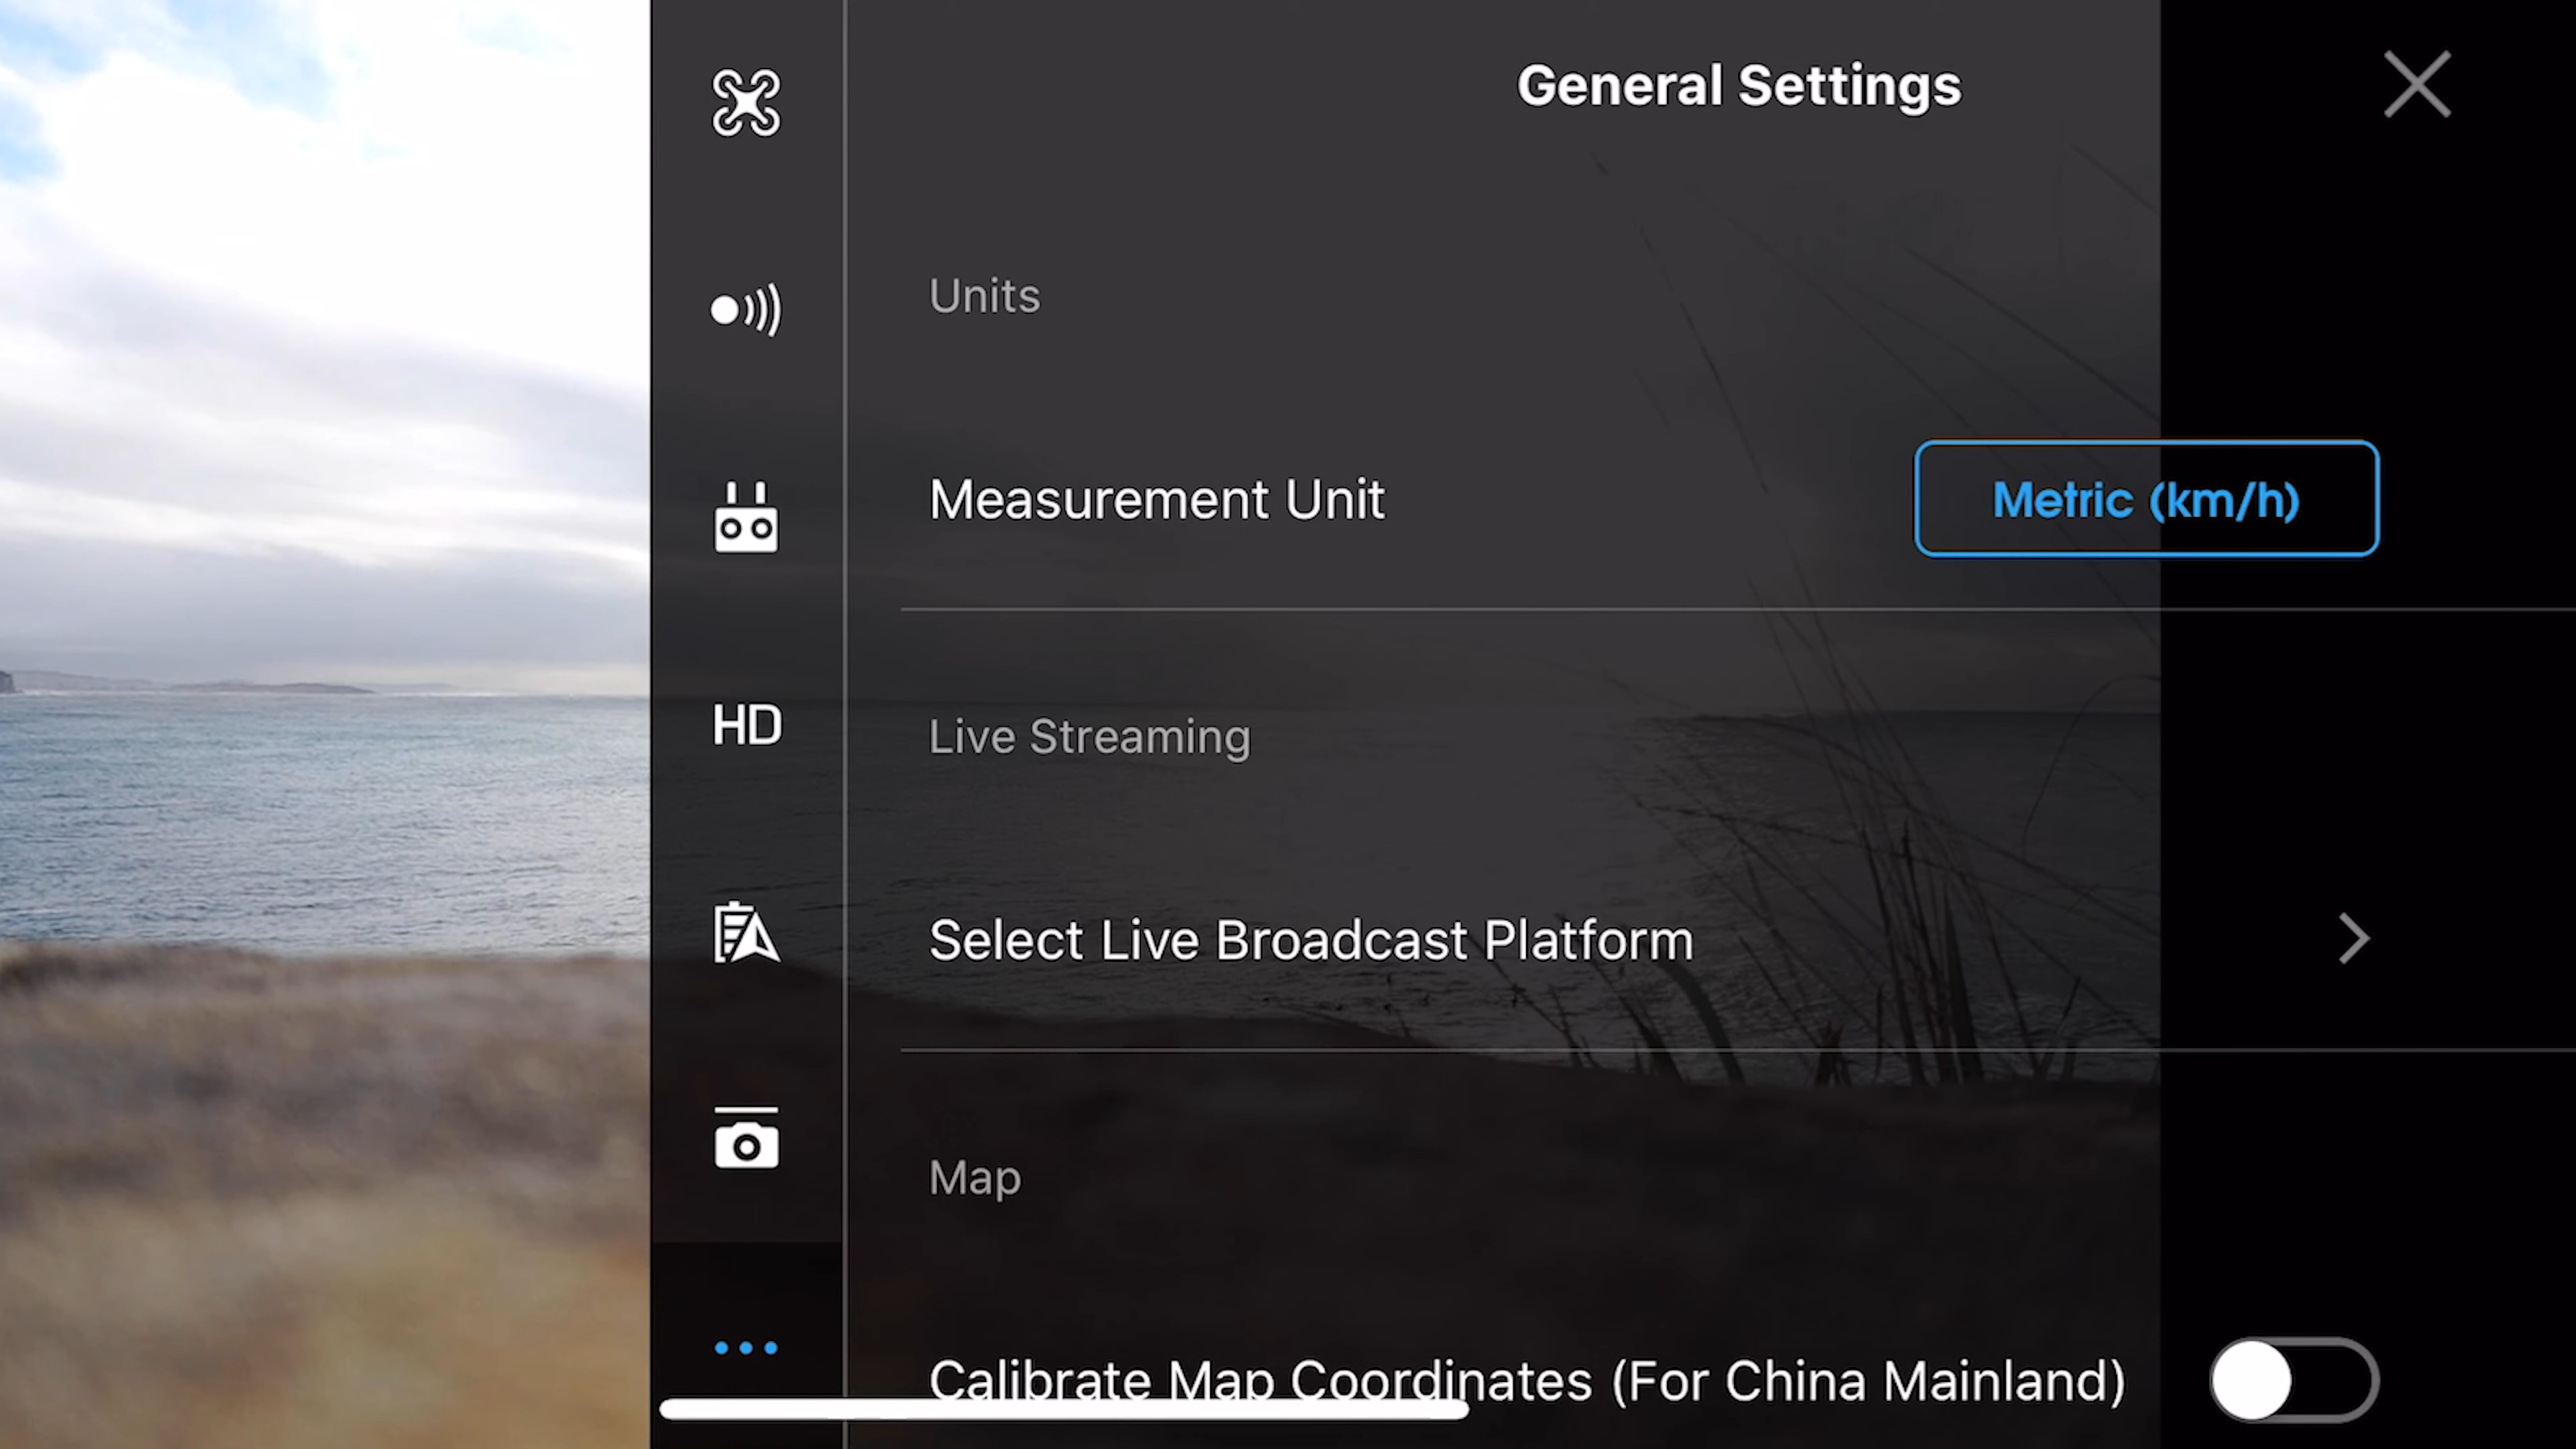 General Settings
Units
Measurement Unit
Metric (km/h)
HD
Live Streaming
Select Live Broadcast Platform
Map
Calibrate Map Coordinates (For China Mainland)